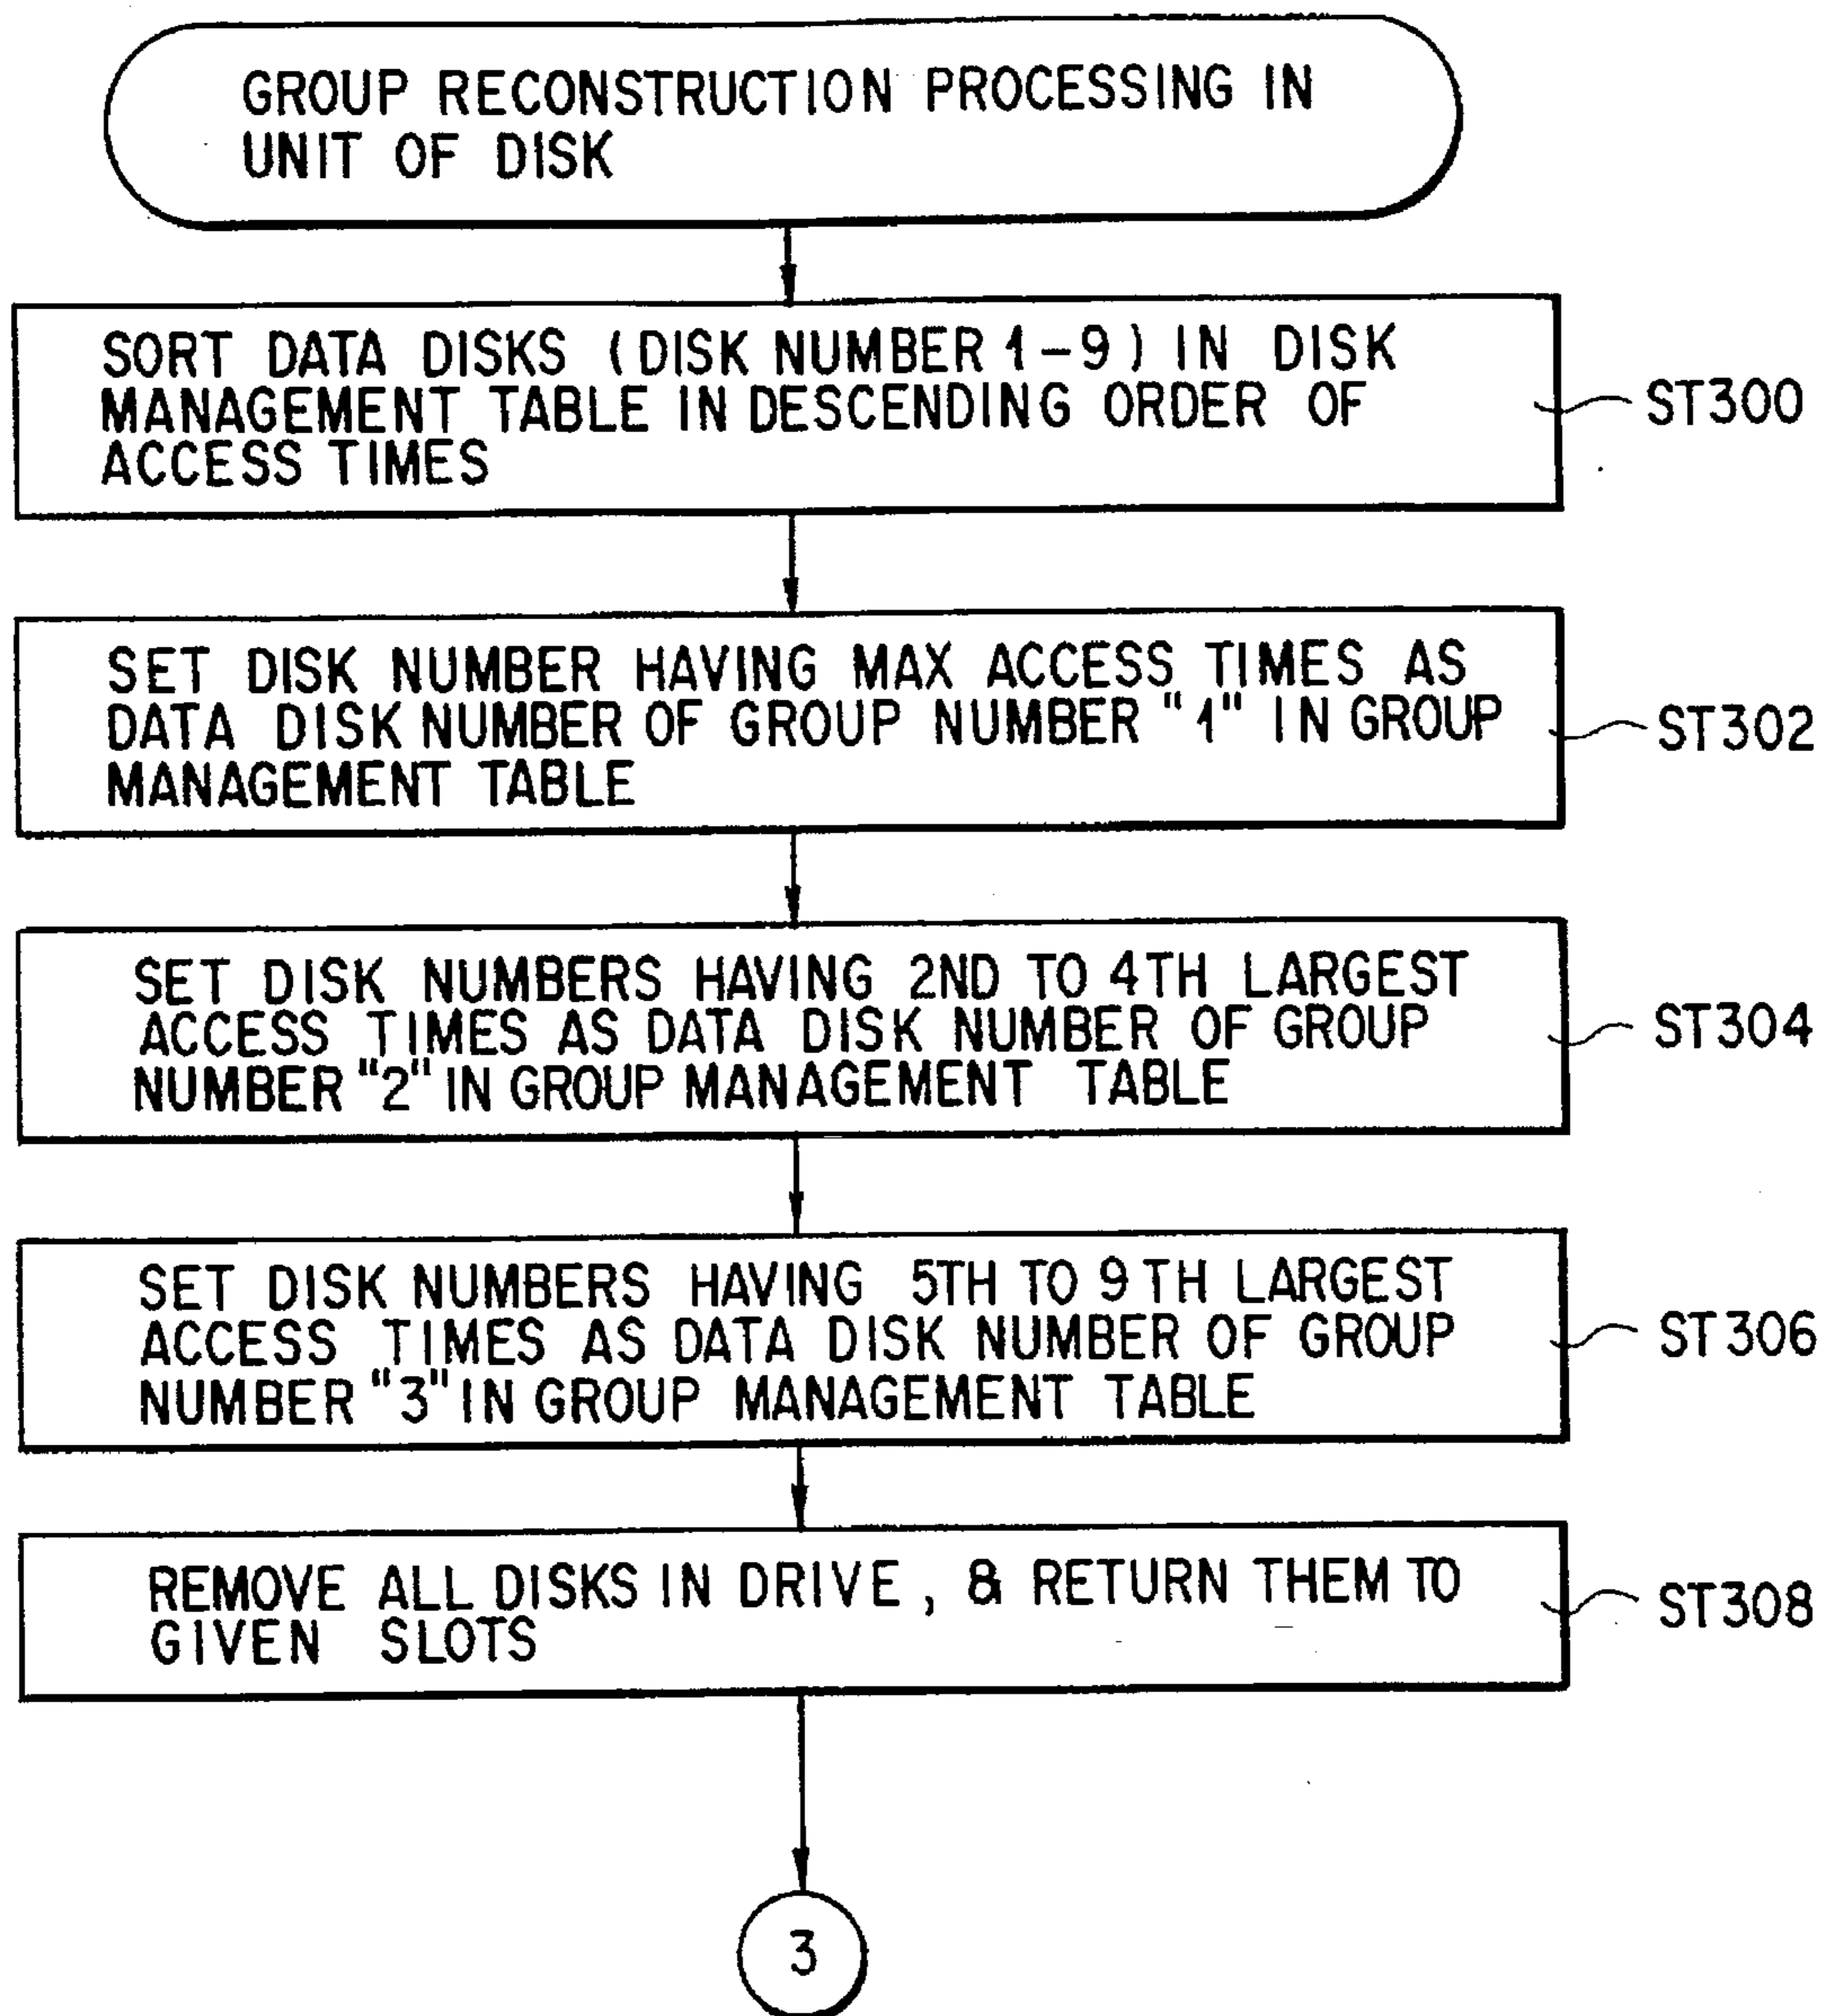 GROUP RECONSTRUCTION PROCESSING IN
UNIT OF DISK
SORT DATA DISKS (DISK NUMBER 1-9) IN DISK
MANAGEMENT TABLE IN DESCENDING ORDER OF
ACCESS TIMES
ST300
SET DISK NUMBER HAVING MAX ACCESS TIMES AS
DATA DISK NUMBER OF GROUP NUMBER "1" IN GROUP
MANAGEMENT TABLE
ST302
SET DISK NUMBERS HAVING 2ND TO 4TH LARGEST
ACCESS TIMES AS DATA DISK NUMBER OF GROUP
NUMBER "2" IN GROUP MANAGEMENT TABLE
ST304
SET DISK NUMBERS HAVING 5TH TO 9TH LARGEST
ACCESS TIMES AS DATA DISK NUMBER OF GROUP
NUMBER "3" IN GROUP MANAGEMENT TABLE
ST306
REMOVE ALL DISKS IN DRIVE, & RETURN THEM TO
GIVEN SLOTS
ST308
3